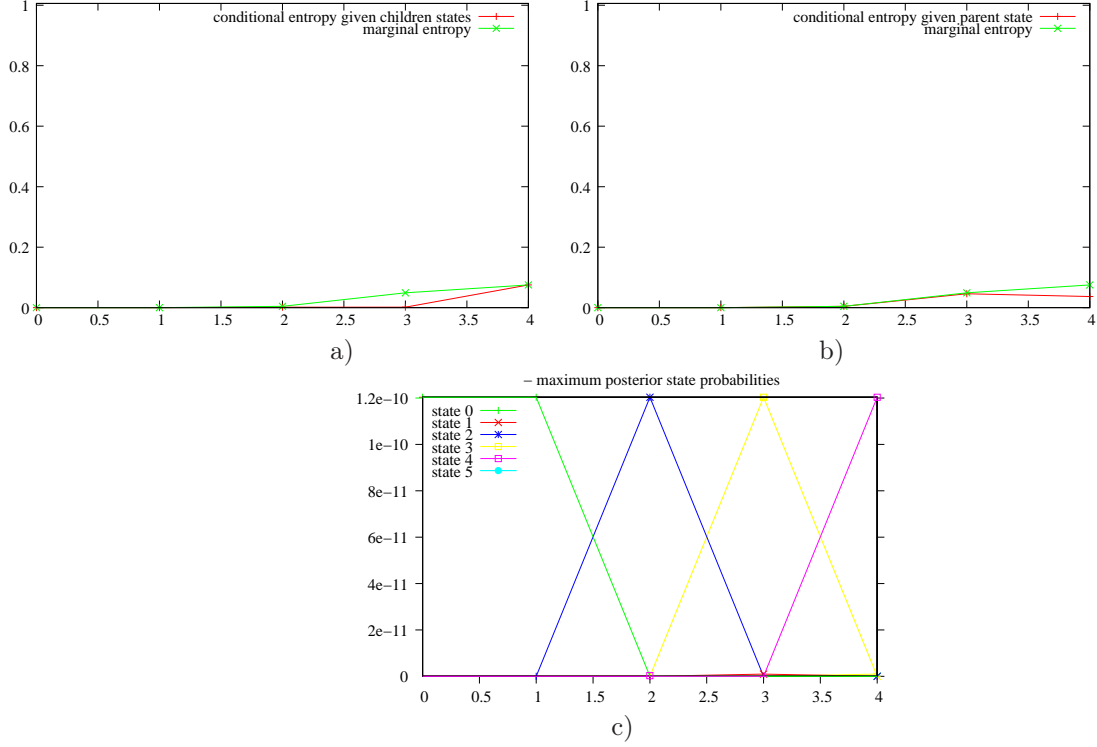 conditional entropy given children states
marginal entropy
1
0.8
0.6
0.4
0.2
0
0 0.5 1 1.5 2 2.5 3 3.5 4
a)
conditional entropy given parent state
marginal entropy
1
0.8
0.6
0.4
0.2
0
0 0.5 1 1.5 2 2.5 3 3.5 4
b)
− maximum posterior state probabilities
1.2e−10
1e−10
8e−11
6e−11
4e−11
2e−11
0
state 0
state 1
state 2
state 3
state 4
state 5
0 0.5 1 1.5 2 2.5 3 3.5 4
c)